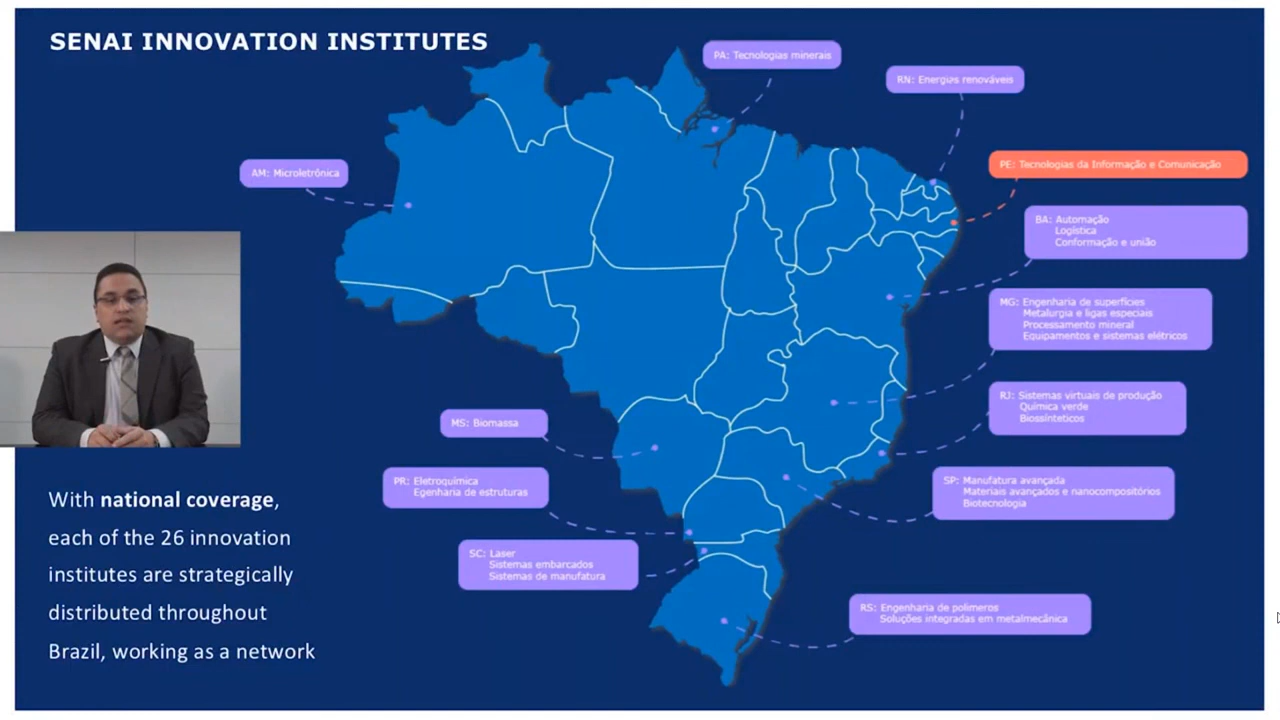 SENAI INNOVATION INSTITUTES
PA: Tecnologias minerais
RN: Energias renováveis
AM: Microletrônica
PE: Tecnologias da Informação e Comunicação
BA: Automação
Logística
Conformação e união
MG: Engenharia de superfícies
Metalurgia e ligas especiais
Processamento mineral
Equipamentos e sistemas elétricos
RJ: Sistemas virtuais de produção
Química verde
Biossínteticos
MS: Biomassa
PR: Eletroquímica
Egenharia de estruturas
SP: Manufatura avançada
Materiais avançados e nanocompositórios
Biotecnologia
SC: Laser
Sistemas embarcados
Sistemas de manufatura
RS: Engenharia de polimeros
Soluções integradas em metalmecânica
With national coverage,
each of the 26 innovation
institutes are strategically
distributed throughout
Brazil, working as a network